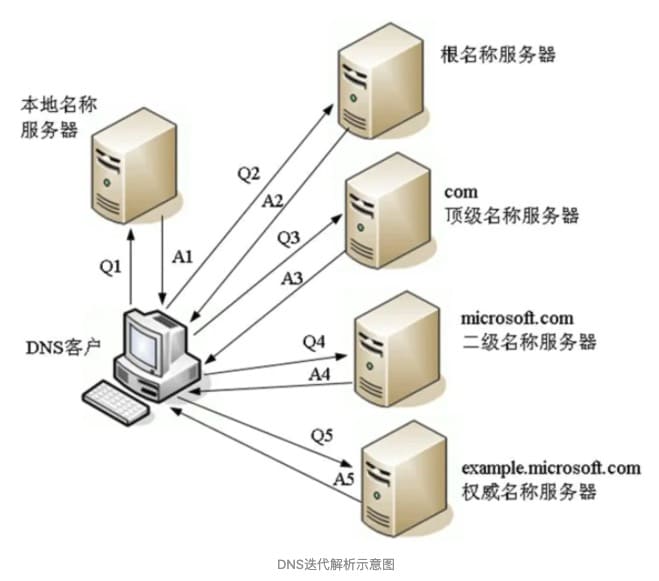 根名称服务器
本地名称
服务器
Q2
A2
com
顶级名称服务器
Q3
A3
Q1
A1
DNS客户
microsoft.com
二级名称服务器
Q4
A4
Q5
A5
example.microsoft.com
权威名称服务器
DNS迭代解析示意图